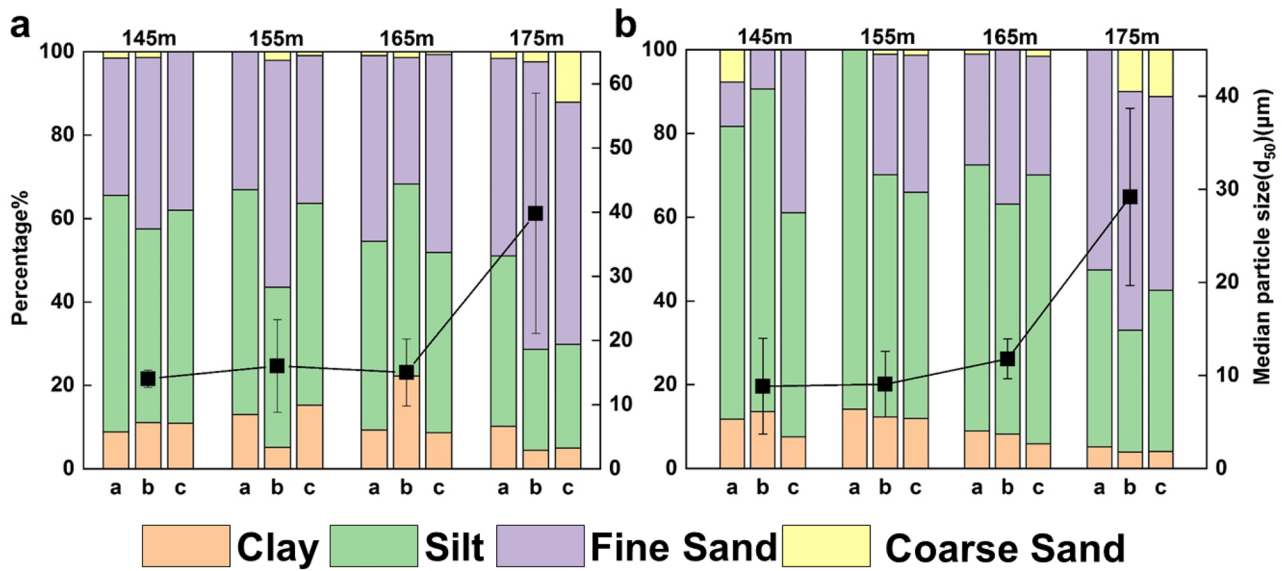 a
145m 155m 165m 175m
Percentage%
100
80
60
40
20
0
60
50
40
30
20
10
0
a b c a b c a b c a b c
b
145m 155m 165m 175m
100
80
60
40
20
0
40
30
20
10
0
Median particle size(d50)(μm)
a b c a b c a b c a b c
Clay Silt Fine Sand Coarse Sand